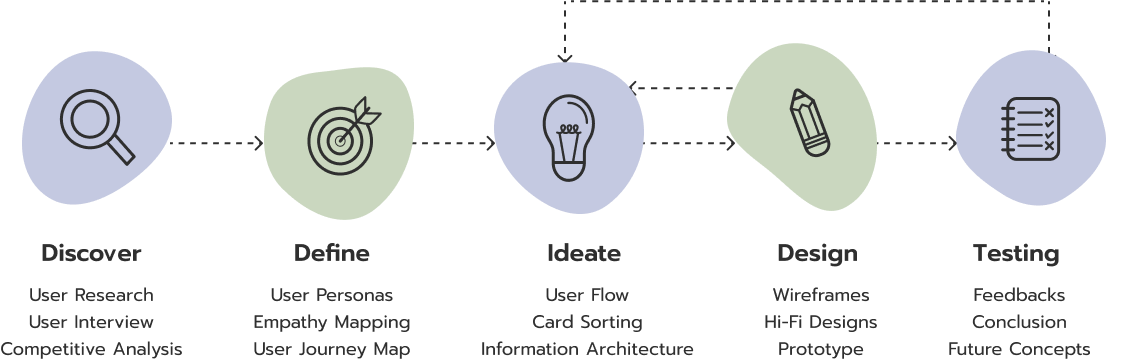 Discover
User Research
User Interview
Competitive Analysis
Define
User Personas
Empathy Mapping
User Journey Map
Ideate
User Flow
Card Sorting
Information Architecture
Design
Wireframes
Hi-Fi Designs
Prototype
Testing
Feedbacks
Conclusion
Future Concepts